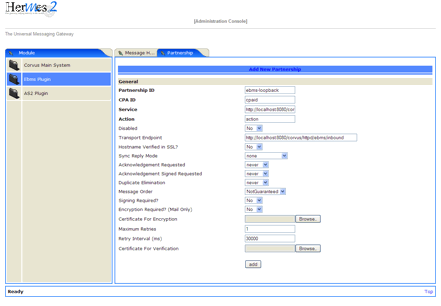 Hermes 2
[Administration Console]
The Universal Messaging Gateway
Module
Message H...
Partnership
Corvus Main System
Ebms Plugin
AS2 Plugin
Add New Partnership
General
Partnership ID ebms-loopback
CPA ID cpaid
Service http://localhost:8080/cor
Action action
Disabled No
Transport Endpoint http://localhost:8080/corvus/httpd/ebms/inbound
Hostname Verified in SSL? No
Sync Reply Mode none
Acknowledgement Requested never
Acknowledgement Signed Requested never
Duplicate Elimination never
Message Order NotGuaranteed
Signing Required? No
Encryption Required? (Mail Only) No
Certificate For Encryption Browse..
Maximum Retries 1
Retry Interval (ms) 30000
Certificate For Verification Browse..
add
Ready
Top